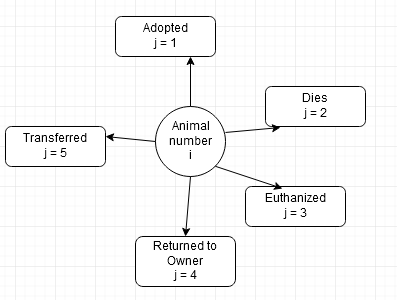 Adopted
j = 1
Dies
j = 2
Animal
number
i
Transferred
j = 5
Euthanized
j = 3
Returned to
Owner
j = 4